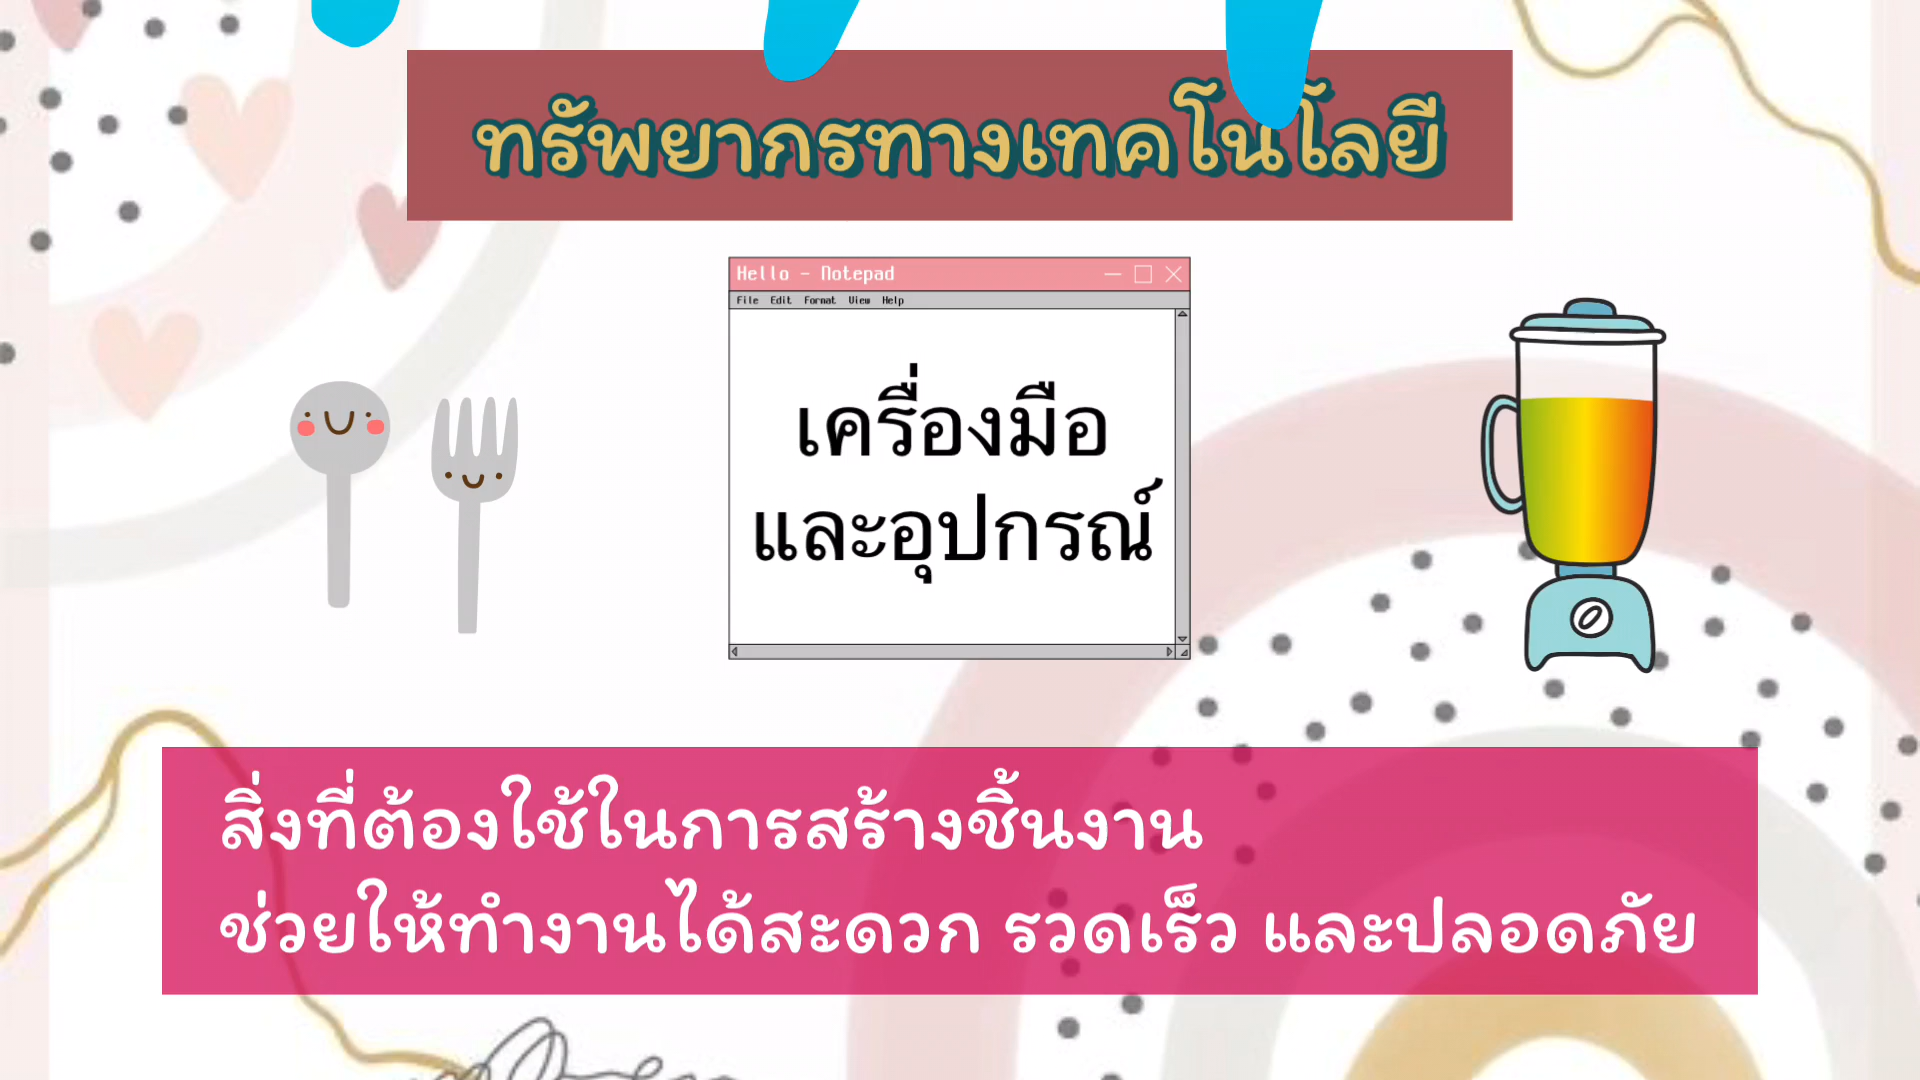 ทรัพยากรทางเทคโนโลยี
Hello - Notepad
File Edit Format View Help
เครื่องมือ
และอุปกรณ์
สิ่งที่ต้องใช้ในการสร้างชิ้นงาน
ช่วยให้ทำงานได้สะดวก รวดเร็ว และปลอดภัย